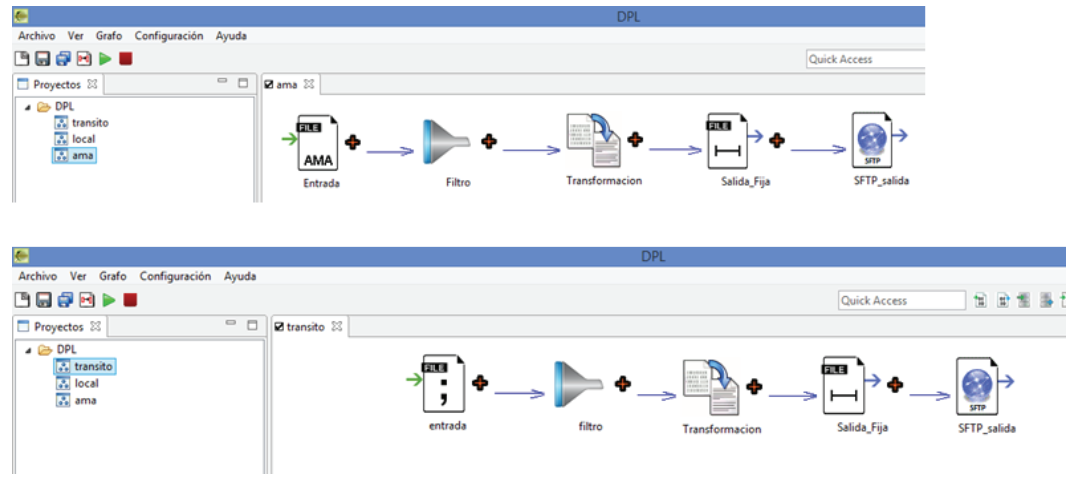 DPL
Archivo Ver Grafo Configuración Ayuda
Quick Access
Proyectos
ama
DPL
transito
local
ama
FILE
AMA
FILE
SFTP
Entrada
Filtro
Transformacion
Salida_Fija
SFTP_salida
DPL
Archivo Ver Grafo Configuración Ayuda
Quick Access
Proyectos
transito
DPL
transito
local
ama
FILE
;
FILE
SFTP
entrada
filtro
Transformacion
Salida_Fija
SFTP_salida